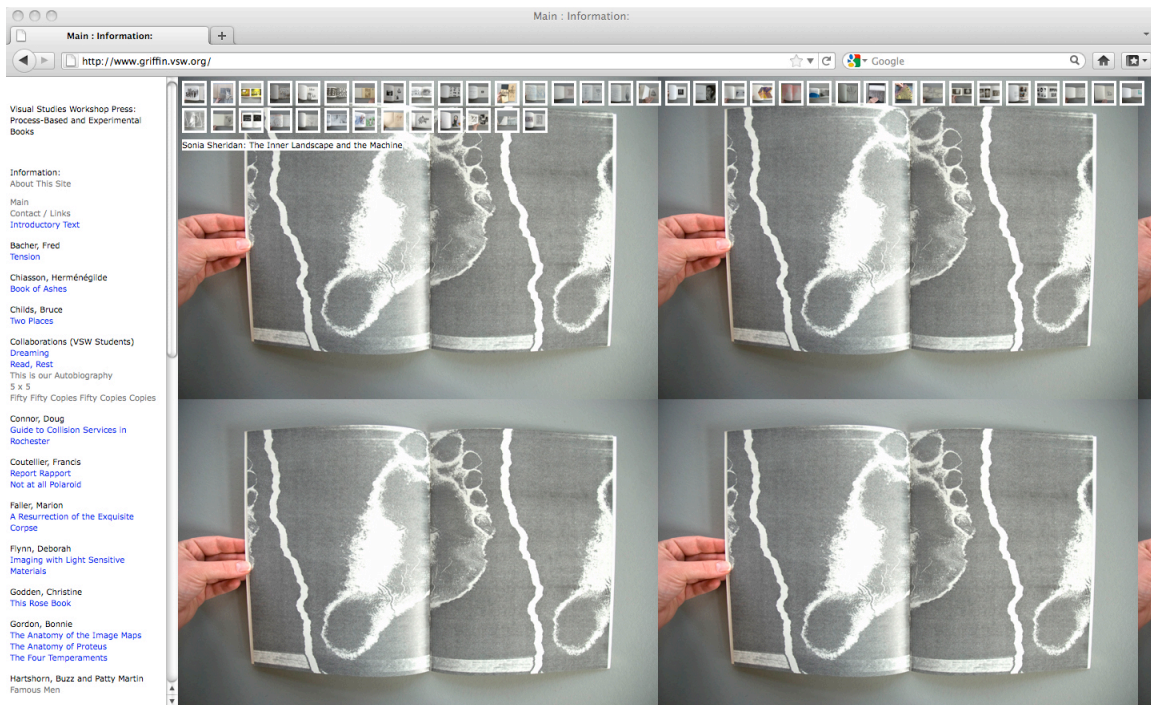 Main : Information:
Main : Information:
http://www.griffin.vsw.org/
Google
Visual Studies Workshop Press:
Process-Based and Experimental
Books
Information:
About This Site
Main
Contact / Links
Introductory Text
Bacher, Fred
Tension
Chiasson, Herménégilde
Book of Ashes
Childs, Bruce
Two Places
Collaborations (VSW Students)
Dreaming
Read, Rest
This is our Autobiography
5 x 5
Fifty Fifty Copies Fifty Copies Copies
Connor, Doug
Guide to Collision Services in
Rochester
Coutellier, Francis
Report Rapport
Not at all Polaroid
Faller, Marion
A Resurrection of the Exquisite
Corpse
Flynn, Deborah
Imaging with Light Sensitive
Materials
Godden, Christine
This Rose Book
Gordon, Bonnie
The Anatomy of the Image Maps
The Anatomy of Proteus
The Four Temperaments
Hartshorn, Buzz and Patty Martin
Famous Men
Sonia Sheridan: The Inner Landscape and the Machine